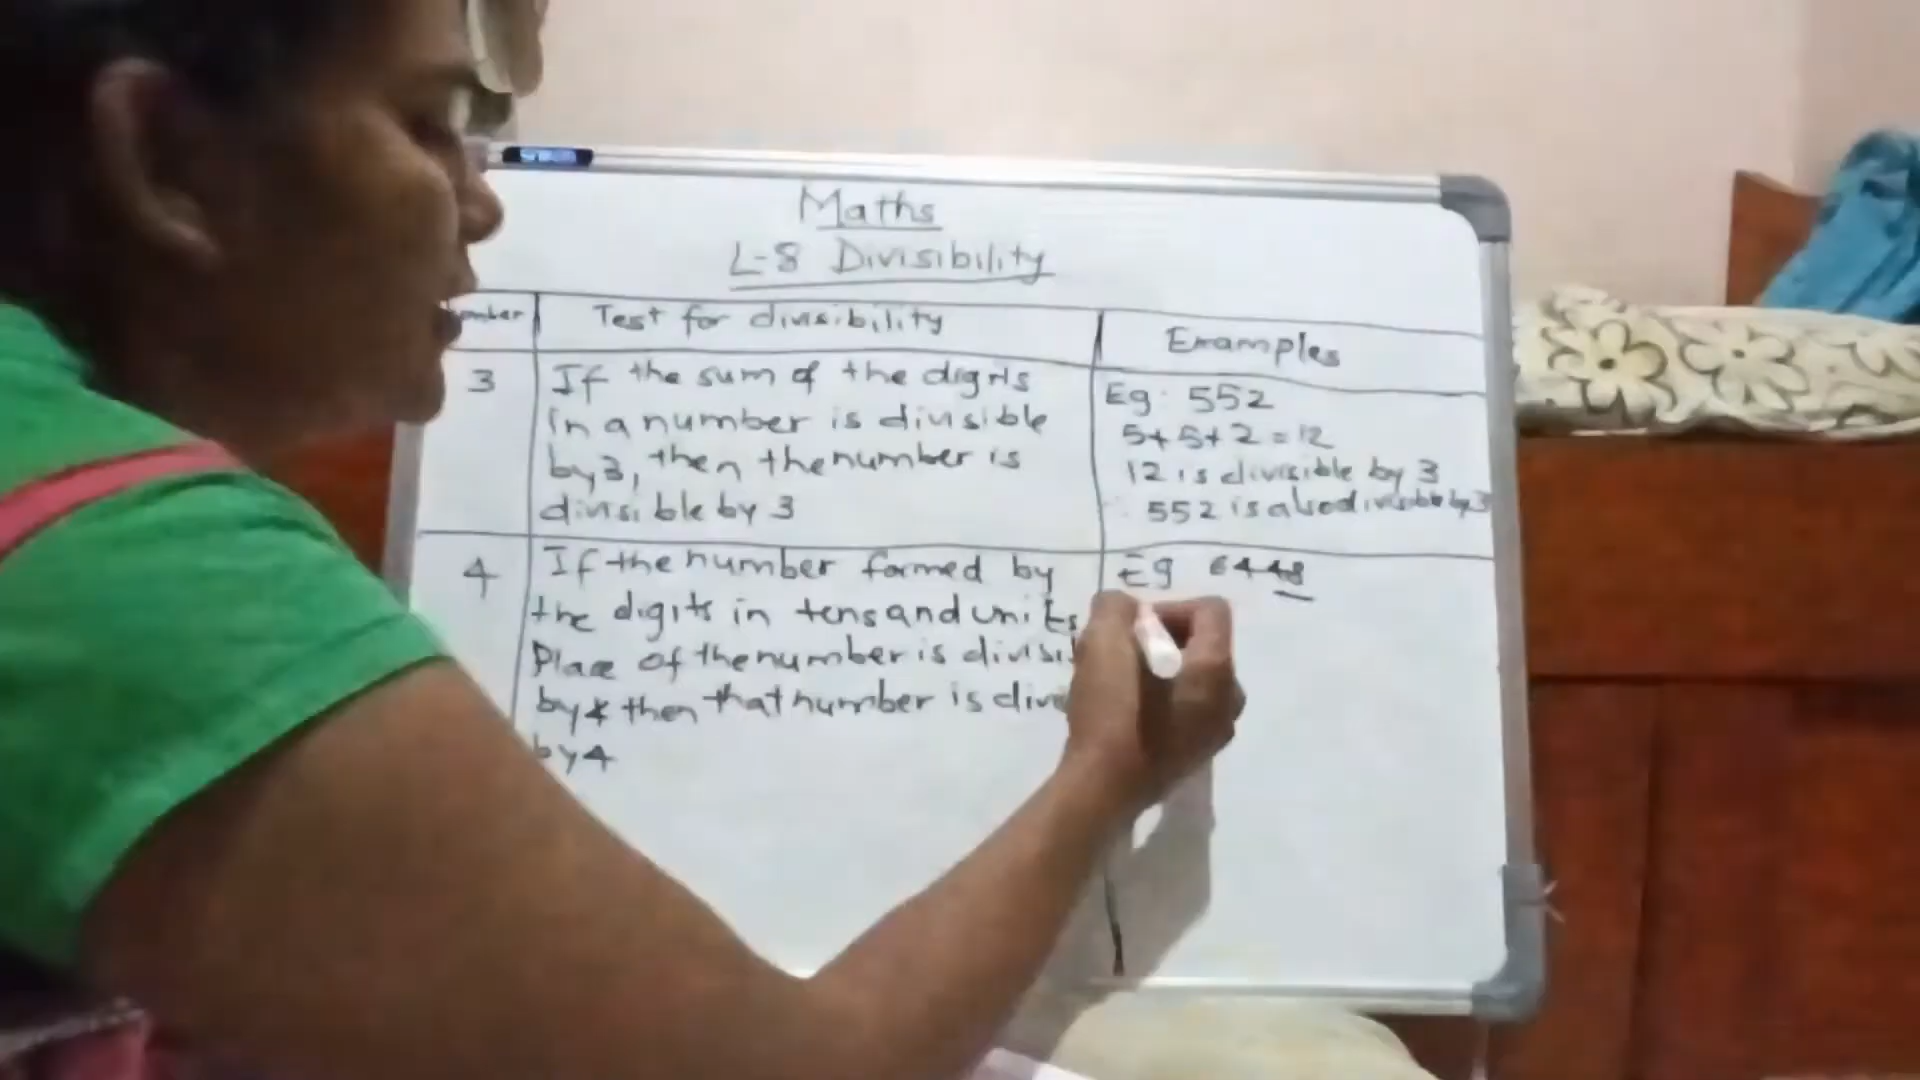 Maths
L-8 Divisibility
Test for divisibility
Examples
3
If the sum of the digits
in a number is divisible
by 3, then the number is
divisible by 3
Eg: 552
5+5+2=12
12 is divisible by 3
∴ 552 is also divisible by 3
4
If the number formed by
the digits in tens and units
Place of the number is
by 4 then that number is
by 4
Eg 6448